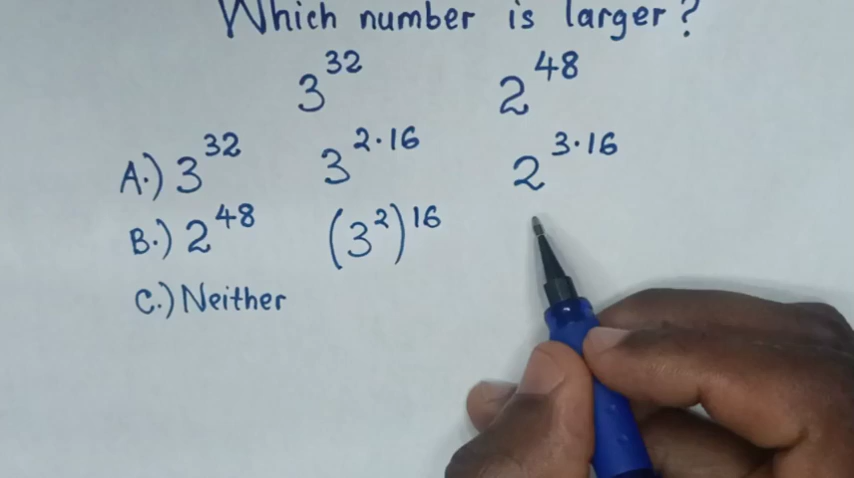 Which number is larger?
3^32 2^48
A.) 3^32 3^2·16 2^3·16
B.) 2^48 (3^2)^16
C.) Neither